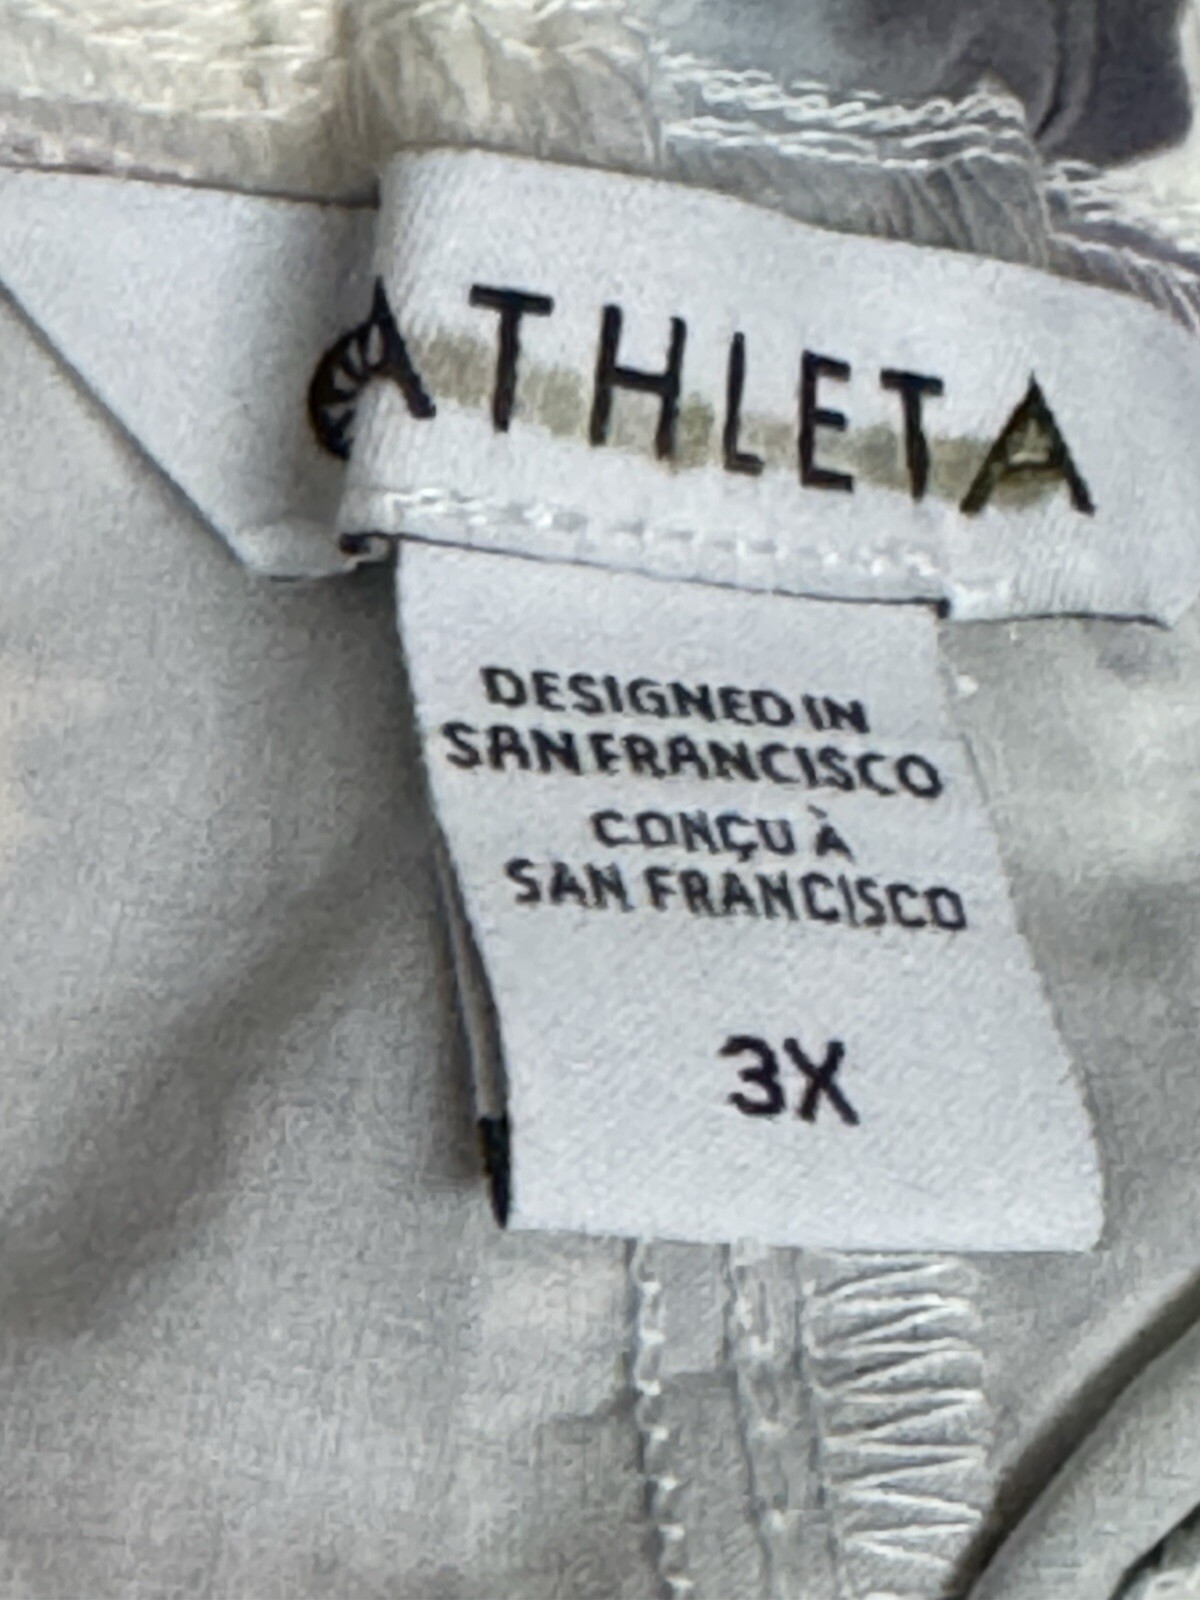 ATHLETA
DESIGNED IN
SAN FRANCISCO
CONÇU À
SAN FRANCISCO
3X